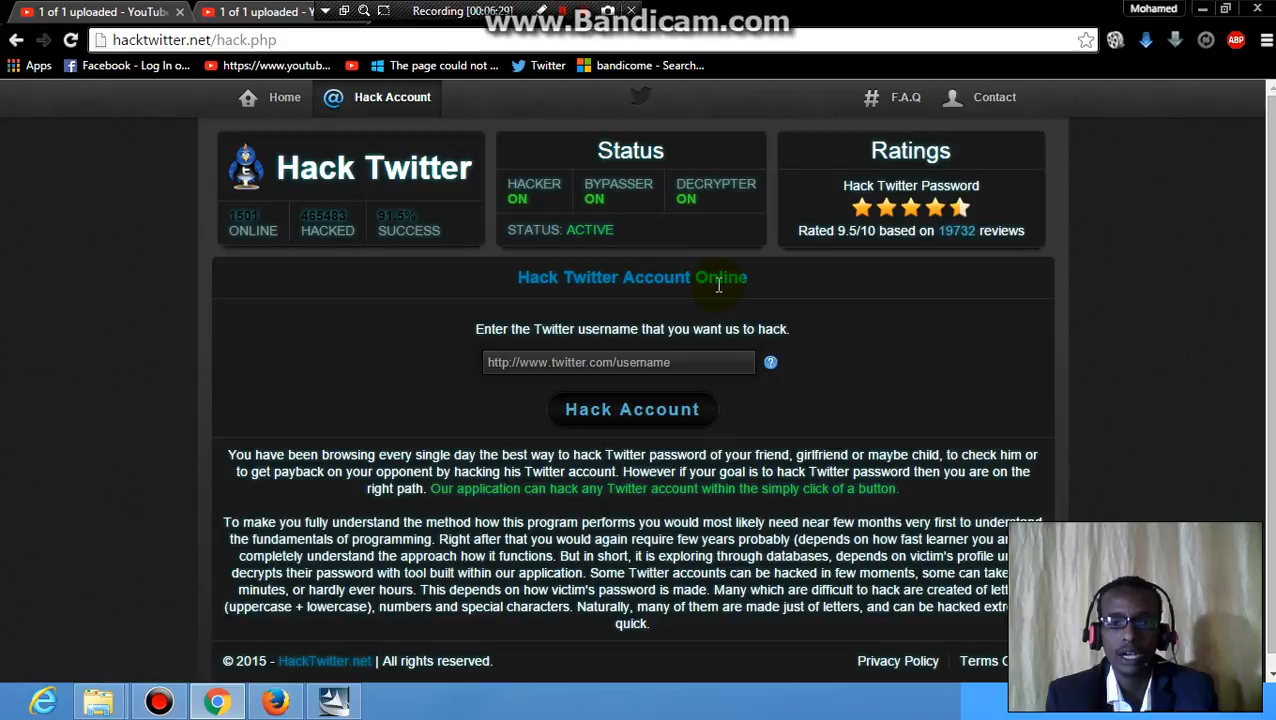 1 of 1 uploaded - YouTube
1 of 1 uploaded - Y
Recording [00:06:29]
www.Bandicam.com
Mohamed
hacktwitter.net/hack.php
ABP
Apps
Facebook - Log In o...
https://www.youtub...
The page could not ...
Twitter
bandicome - Search...
Home
Hack Account
F.A.Q
Contact
Hack Twitter
1501
ONLINE
465483
HACKED
91.5%
SUCCESS
Status
HACKER
ON
BYPASSER
ON
DECRYPTER
ON
STATUS: ACTIVE
Ratings
Hack Twitter Password
Rated 9.5/10 based on 19732 reviews
Hack Twitter Account Online
Enter the Twitter username that you want us to hack.
http://www.twitter.com/username
?
Hack Account
You have been browsing every single day the best way to hack Twitter password of your friend, girlfriend or maybe child, to check him or
to get payback on your opponent by hacking his Twitter account. However if your goal is to hack Twitter password then you are on the
right path. Our application can hack any Twitter account within the simply click of a button.
To make you fully understand the method how this program performs you would most likely need near few months very first to understand
the fundamentals of programming. Right after that you would again require few years probably (depends on how fast learner you are
completely understand the approach how it functions. But in short, it is exploring through databases, depends on victim's profile
decrypts their password with tool built within our application. Some Twitter accounts can be hacked in few moments, some can take
minutes, or hardly ever hours. This depends on how victim's password is made. Many which are difficult to hack are created of
(uppercase + lowercase), numbers and special characters. Naturally, many of them are made just of letters, and can be hacked
quick.
© 2015 - HackTwitter.net | All rights reserved.
Privacy Policy
Terms